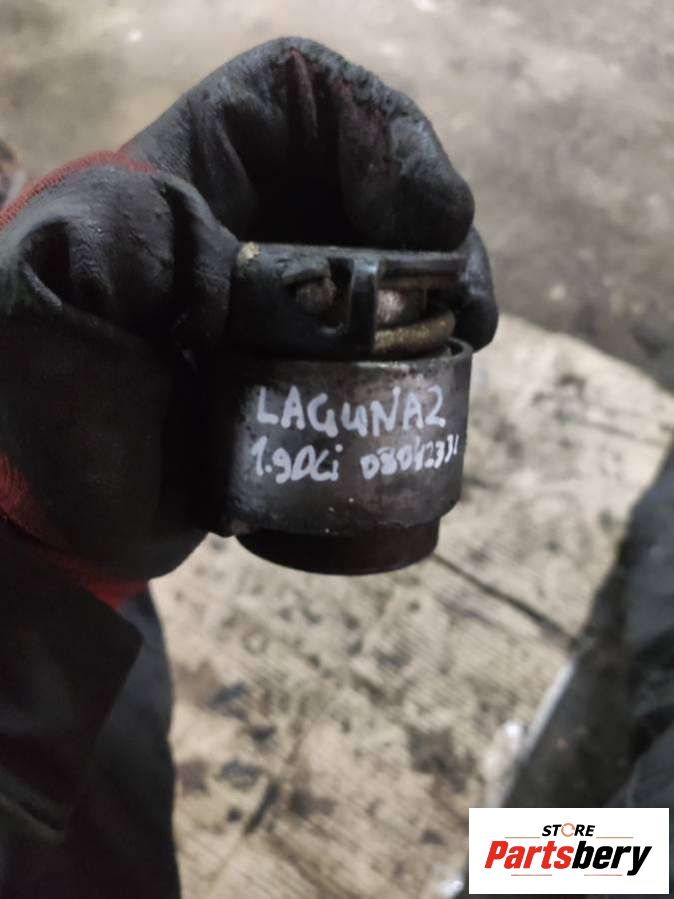 LAGUNA2
1.9DCi
STORE
Partsbery